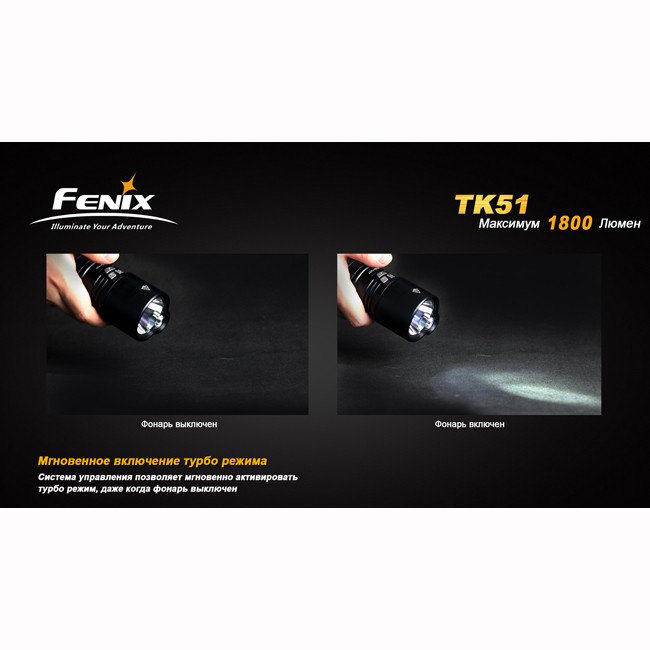 FENIX
Illuminate Your Adventure
TK51
Максимум 1800 Люмен
Фонарь выключен
Фонарь включен
Мгновенное включение турбо режима
Система управления позволяет мгновенно активировать
турбо режим, даже когда фонарь выключен